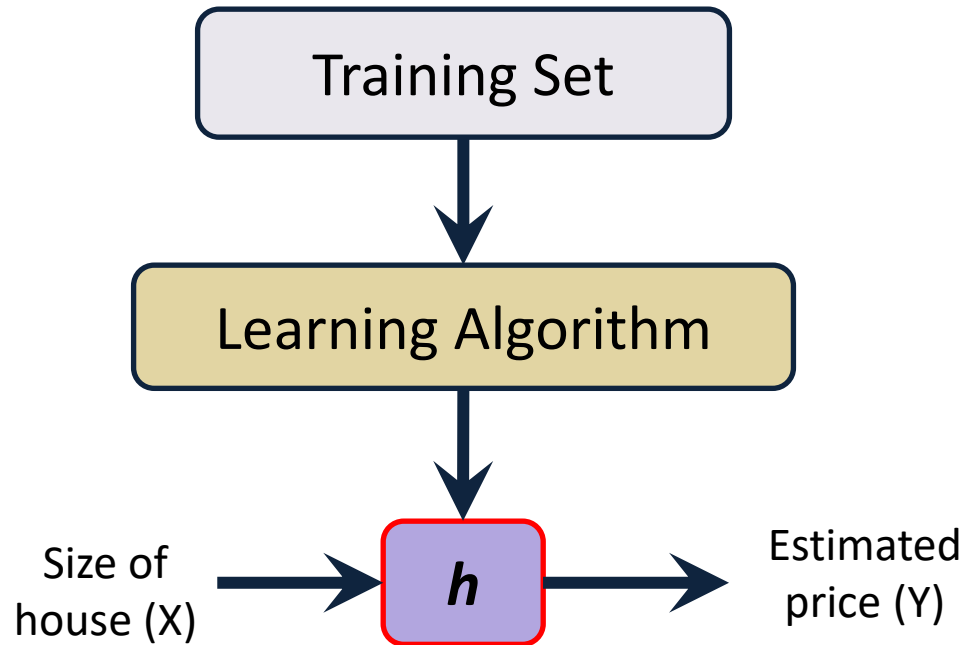 Training Set
Learning Algorithm
Size of
house (X)
h
Estimated
price (Y)